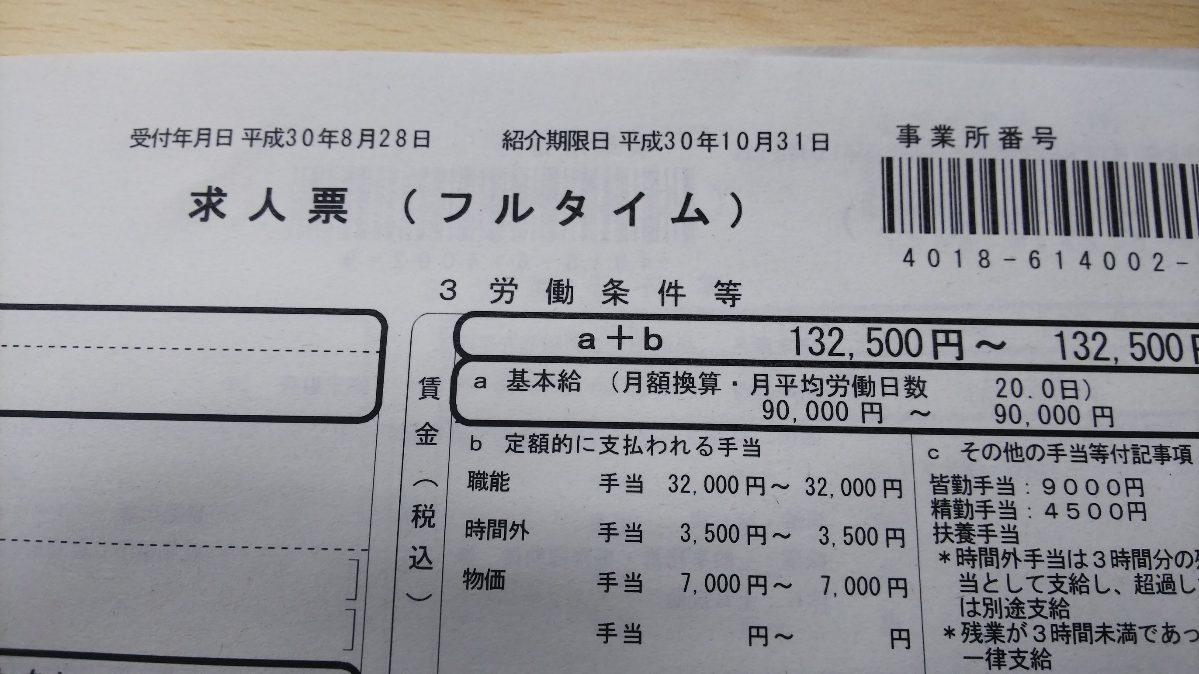 受付年月日 平成30年8月28日 紹介期限日 平成30年10月31日 事業所番号
求人票 (フルタイム)
4018-614002-
3 労働条件等
賃金(税込)
a+b 132,500円〜 132,500円
a 基本給 (月額換算・月平均労働日数 20.0日)
90,000円 〜 90,000円
b 定額的に支払われる手当
職能 手当 32,000円〜 32,000円
時間外 手当 3,500円〜 3,500円
物価 手当 7,000円〜 7,000円
手当 円〜 円
c その他の手当等付記事項
皆勤手当:9000円
精勤手当:4500円
扶養手当
*時間外手当は3時間分の
当として支給し、超過し
は別途支給
*残業が3時間未満であっ
一律支給